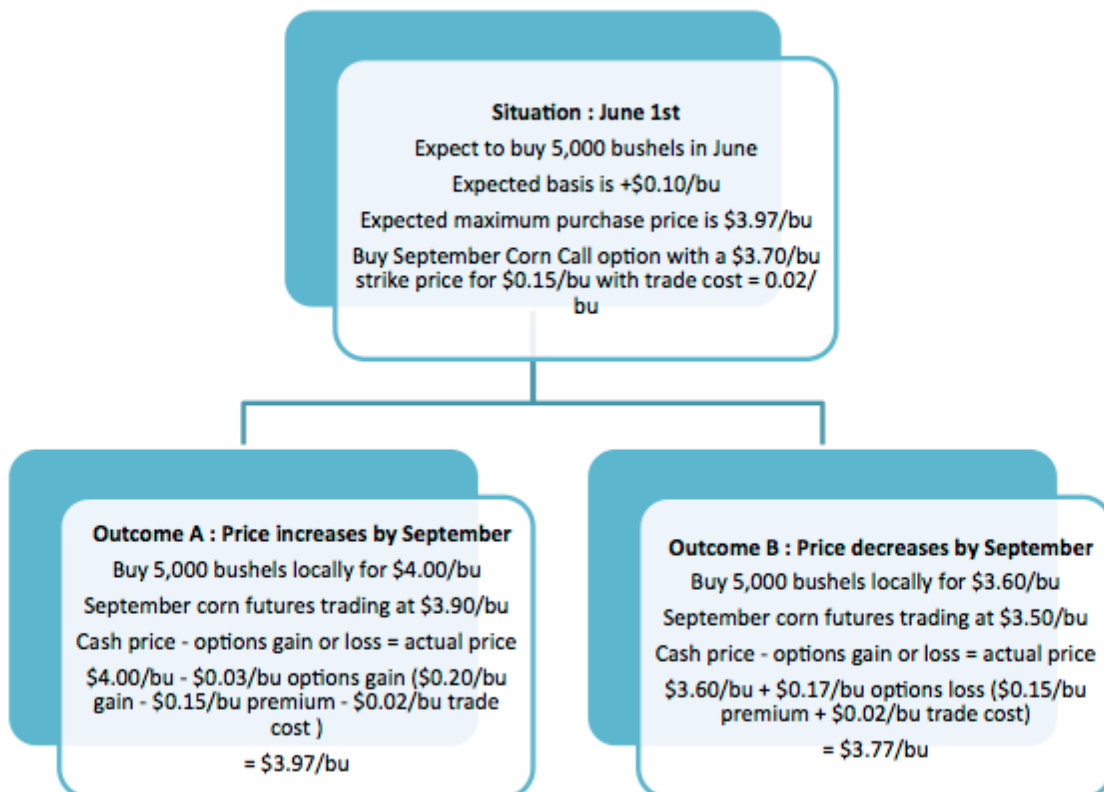 Situation : June 1st
Expect to buy 5,000 bushels in June
Expected basis is +$0.10/bu
Expected maximum purchase price is $3.97/bu
Buy September Corn Call option with a $3.70/bu
strike price for $0.15/bu with trade cost = 0.02/
bu
Outcome A : Price increases by September
Buy 5,000 bushels locally for $4.00/bu
September corn futures trading at $3.90/bu
Cash price - options gain or loss = actual price
$4.00/bu - $0.03/bu options gain ($0.20/bu
gain - $0.15/bu premium - $0.02/bu trade
cost )
= $3.97/bu
Outcome B : Price decreases by September
Buy 5,000 bushels locally for $3.60/bu
September corn futures trading at $3.50/bu
Cash price - options gain or loss = actual price
$3.60/bu + $0.17/bu options loss ($0.15/bu
premium + $0.02/bu trade cost)
= $3.77/bu